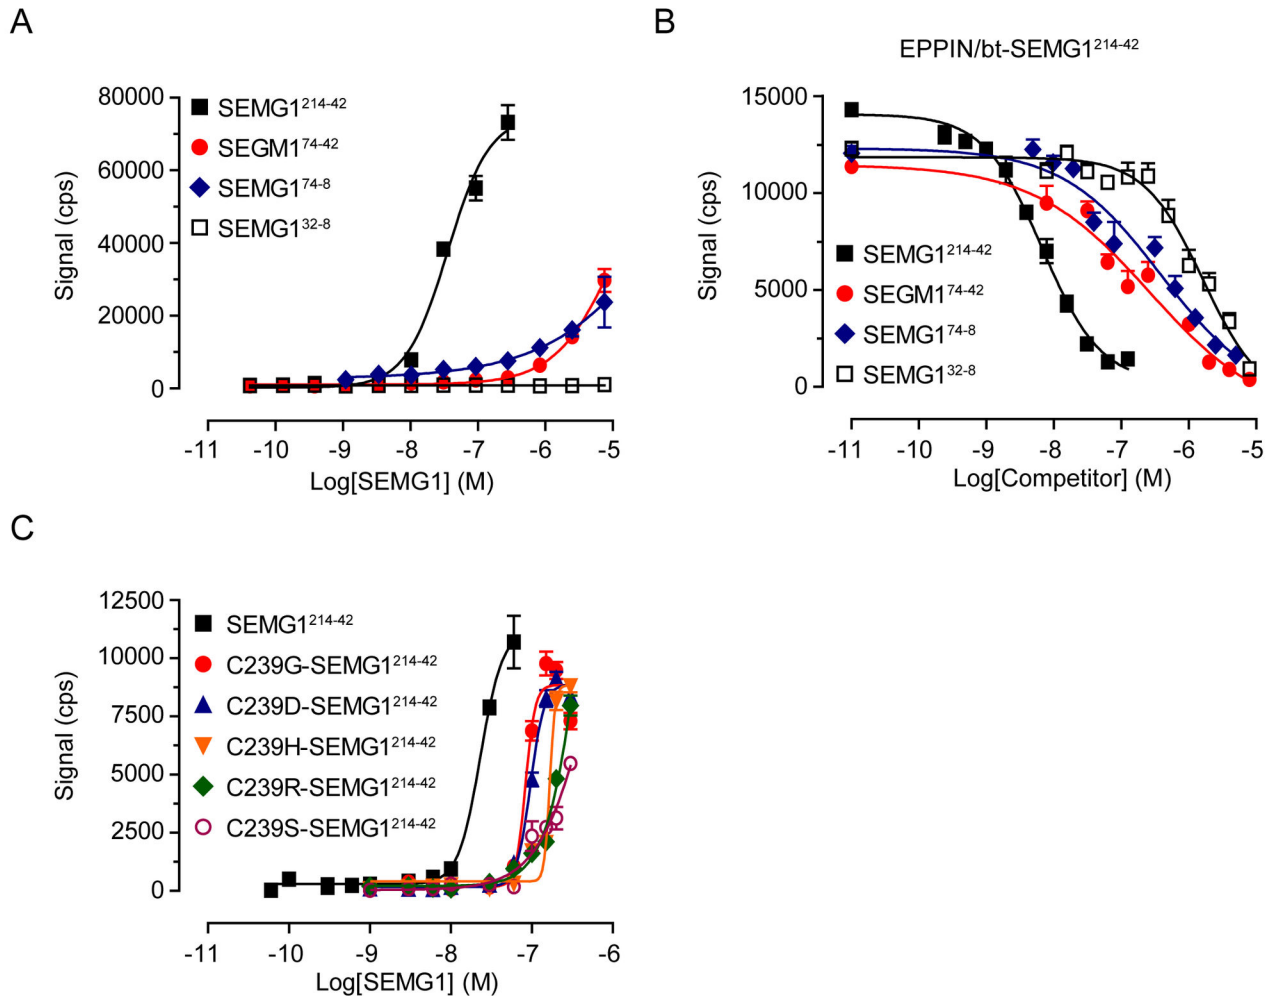 A
80000
60000
40000
20000
0
Signal (cps)
SEMG1²¹⁴⁻⁴²
SEGM1⁷⁴⁻⁴²
SEMG1⁷⁴⁻⁸
SEMG1³²⁻⁸
-11 -10 -9 -8 -7 -6 -5
Log[SEMG1] (M)
B
EPPIN/bt-SEMG1²¹⁴⁻⁴²
15000
10000
5000
0
Signal (cps)
SEMG1²¹⁴⁻⁴²
SEGM1⁷⁴⁻⁴²
SEMG1⁷⁴⁻⁸
SEMG1³²⁻⁸
-11 -10 -9 -8 -7 -6 -5
Log[Competitor] (M)
C
12500
10000
7500
5000
2500
0
Signal (cps)
SEMG1²¹⁴⁻⁴²
C239G-SEMG1²¹⁴⁻⁴²
C239D-SEMG1²¹⁴⁻⁴²
C239H-SEMG1²¹⁴⁻⁴²
C239R-SEMG1²¹⁴⁻⁴²
C239S-SEMG1²¹⁴⁻⁴²
-11 -10 -9 -8 -7 -6
Log[SEMG1] (M)